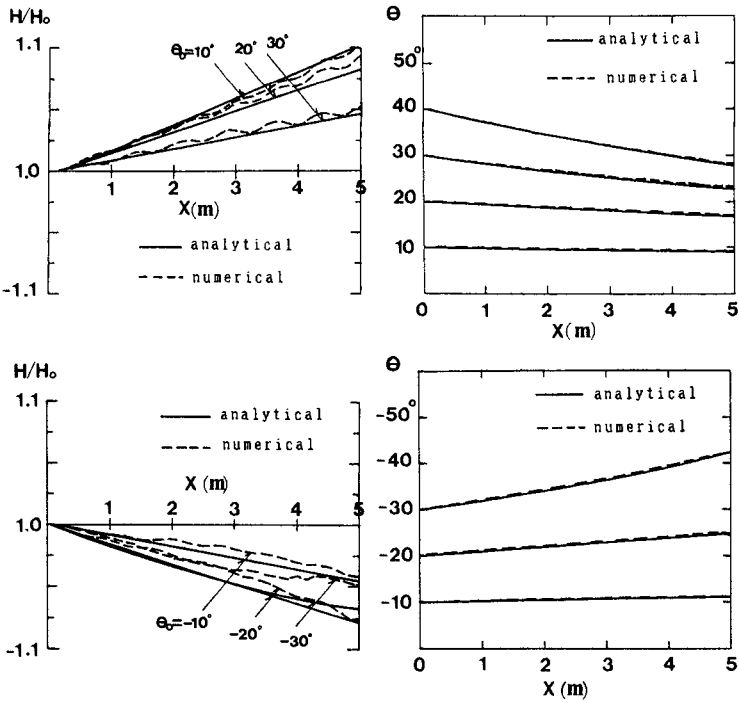 H/H₀
1.1
1.0
-1.1
θ₀=10° 20° 30°
1 2 3 4 5
X(m)
analytical
numerical
θ
50°
40
30
20
10
analytical
numerical
0 1 2 3 4 5
X(m)
H/H₀
1.1
1.0
-1.1
analytical
numerical
X (m)
1 2 3 4 5
θ₀=-10°
-20°
-30°
θ
-50°
-40
-30
-20
-10
analytical
numerical
0 1 2 3 4 5
X (m)